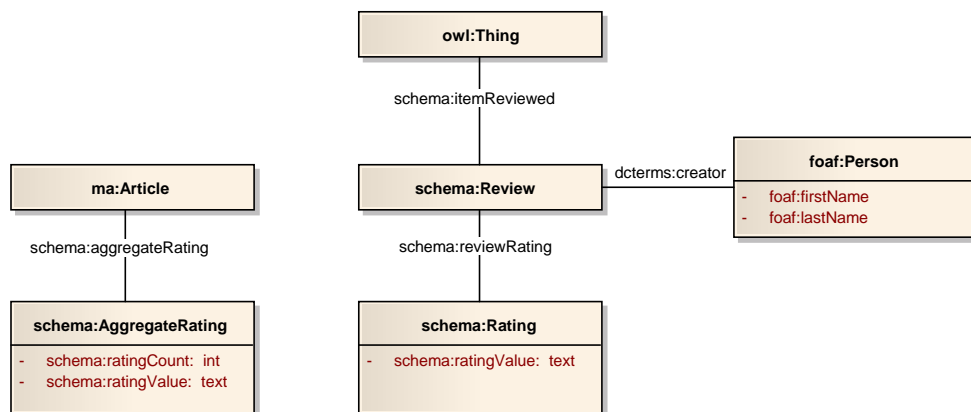 owl:Thing
schema:itemReviewed
ma:Article
schema:Review
dcterms:creator
foaf:Person
- foaf:firstName
- foaf:lastName
schema:aggregateRating
schema:reviewRating
schema:AggregateRating
- schema:ratingCount: int
- schema:ratingValue: text
schema:Rating
- schema:ratingValue: text